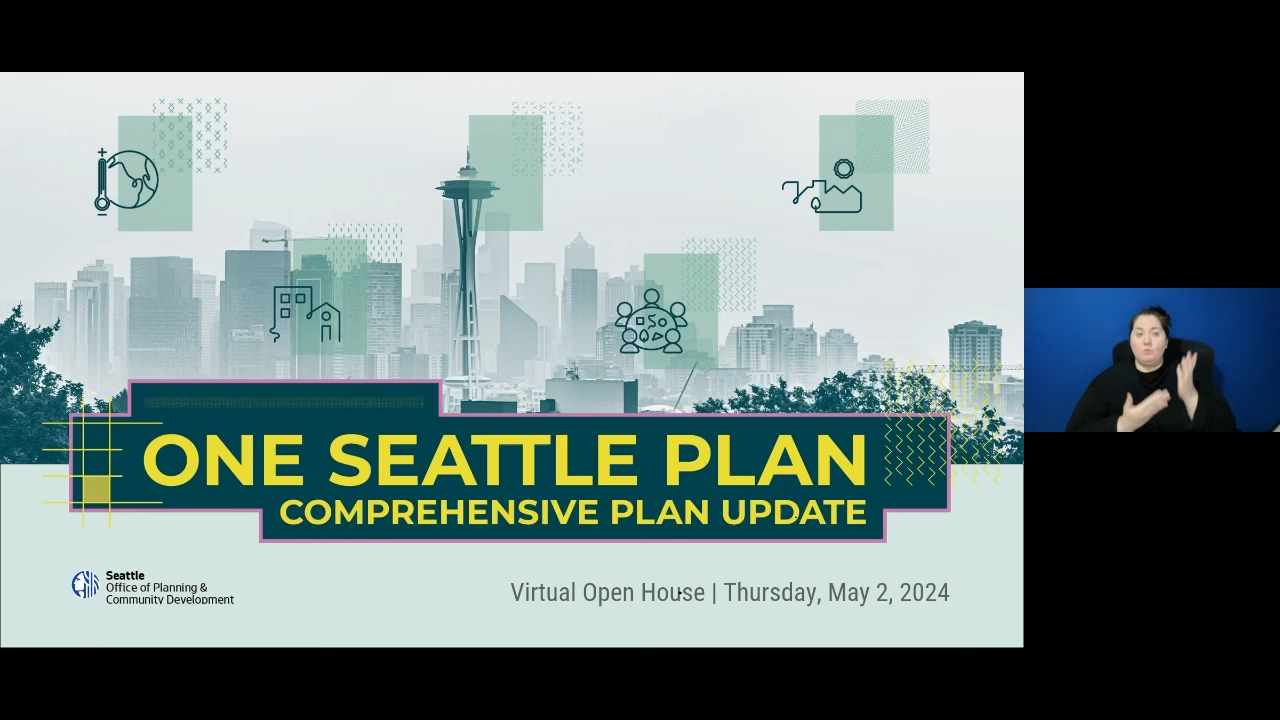 ONE SEATTLE PLAN
COMPREHENSIVE PLAN UPDATE
Seattle
Office of Planning &
Community Development
Virtual Open House | Thursday, May 2, 2024